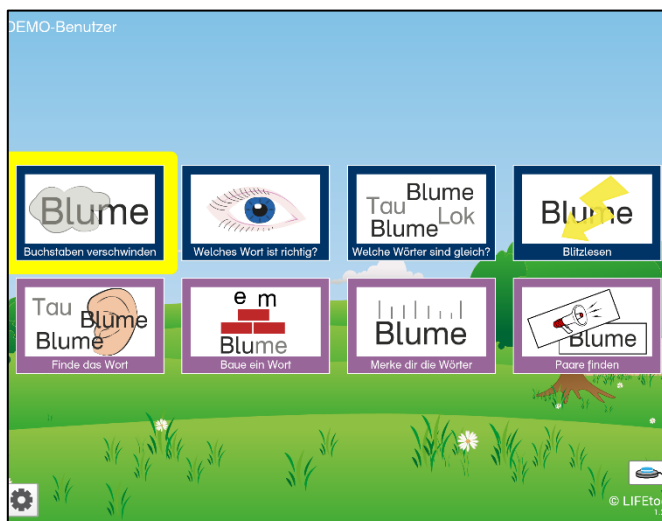 DEMO-Benutzer
Blume
Buchstaben verschwinden
Welches Wort ist richtig?
Blume
Tau
Lok
Blume
Welche Wörter sind gleich?
Blume
Blitzlesen
Tau
Blume
Blume
Finde das Wort
e m
Blume
Baue ein Wort
Blume
Merke dir die Wörter
Blume
Paare finden
© LIFEto